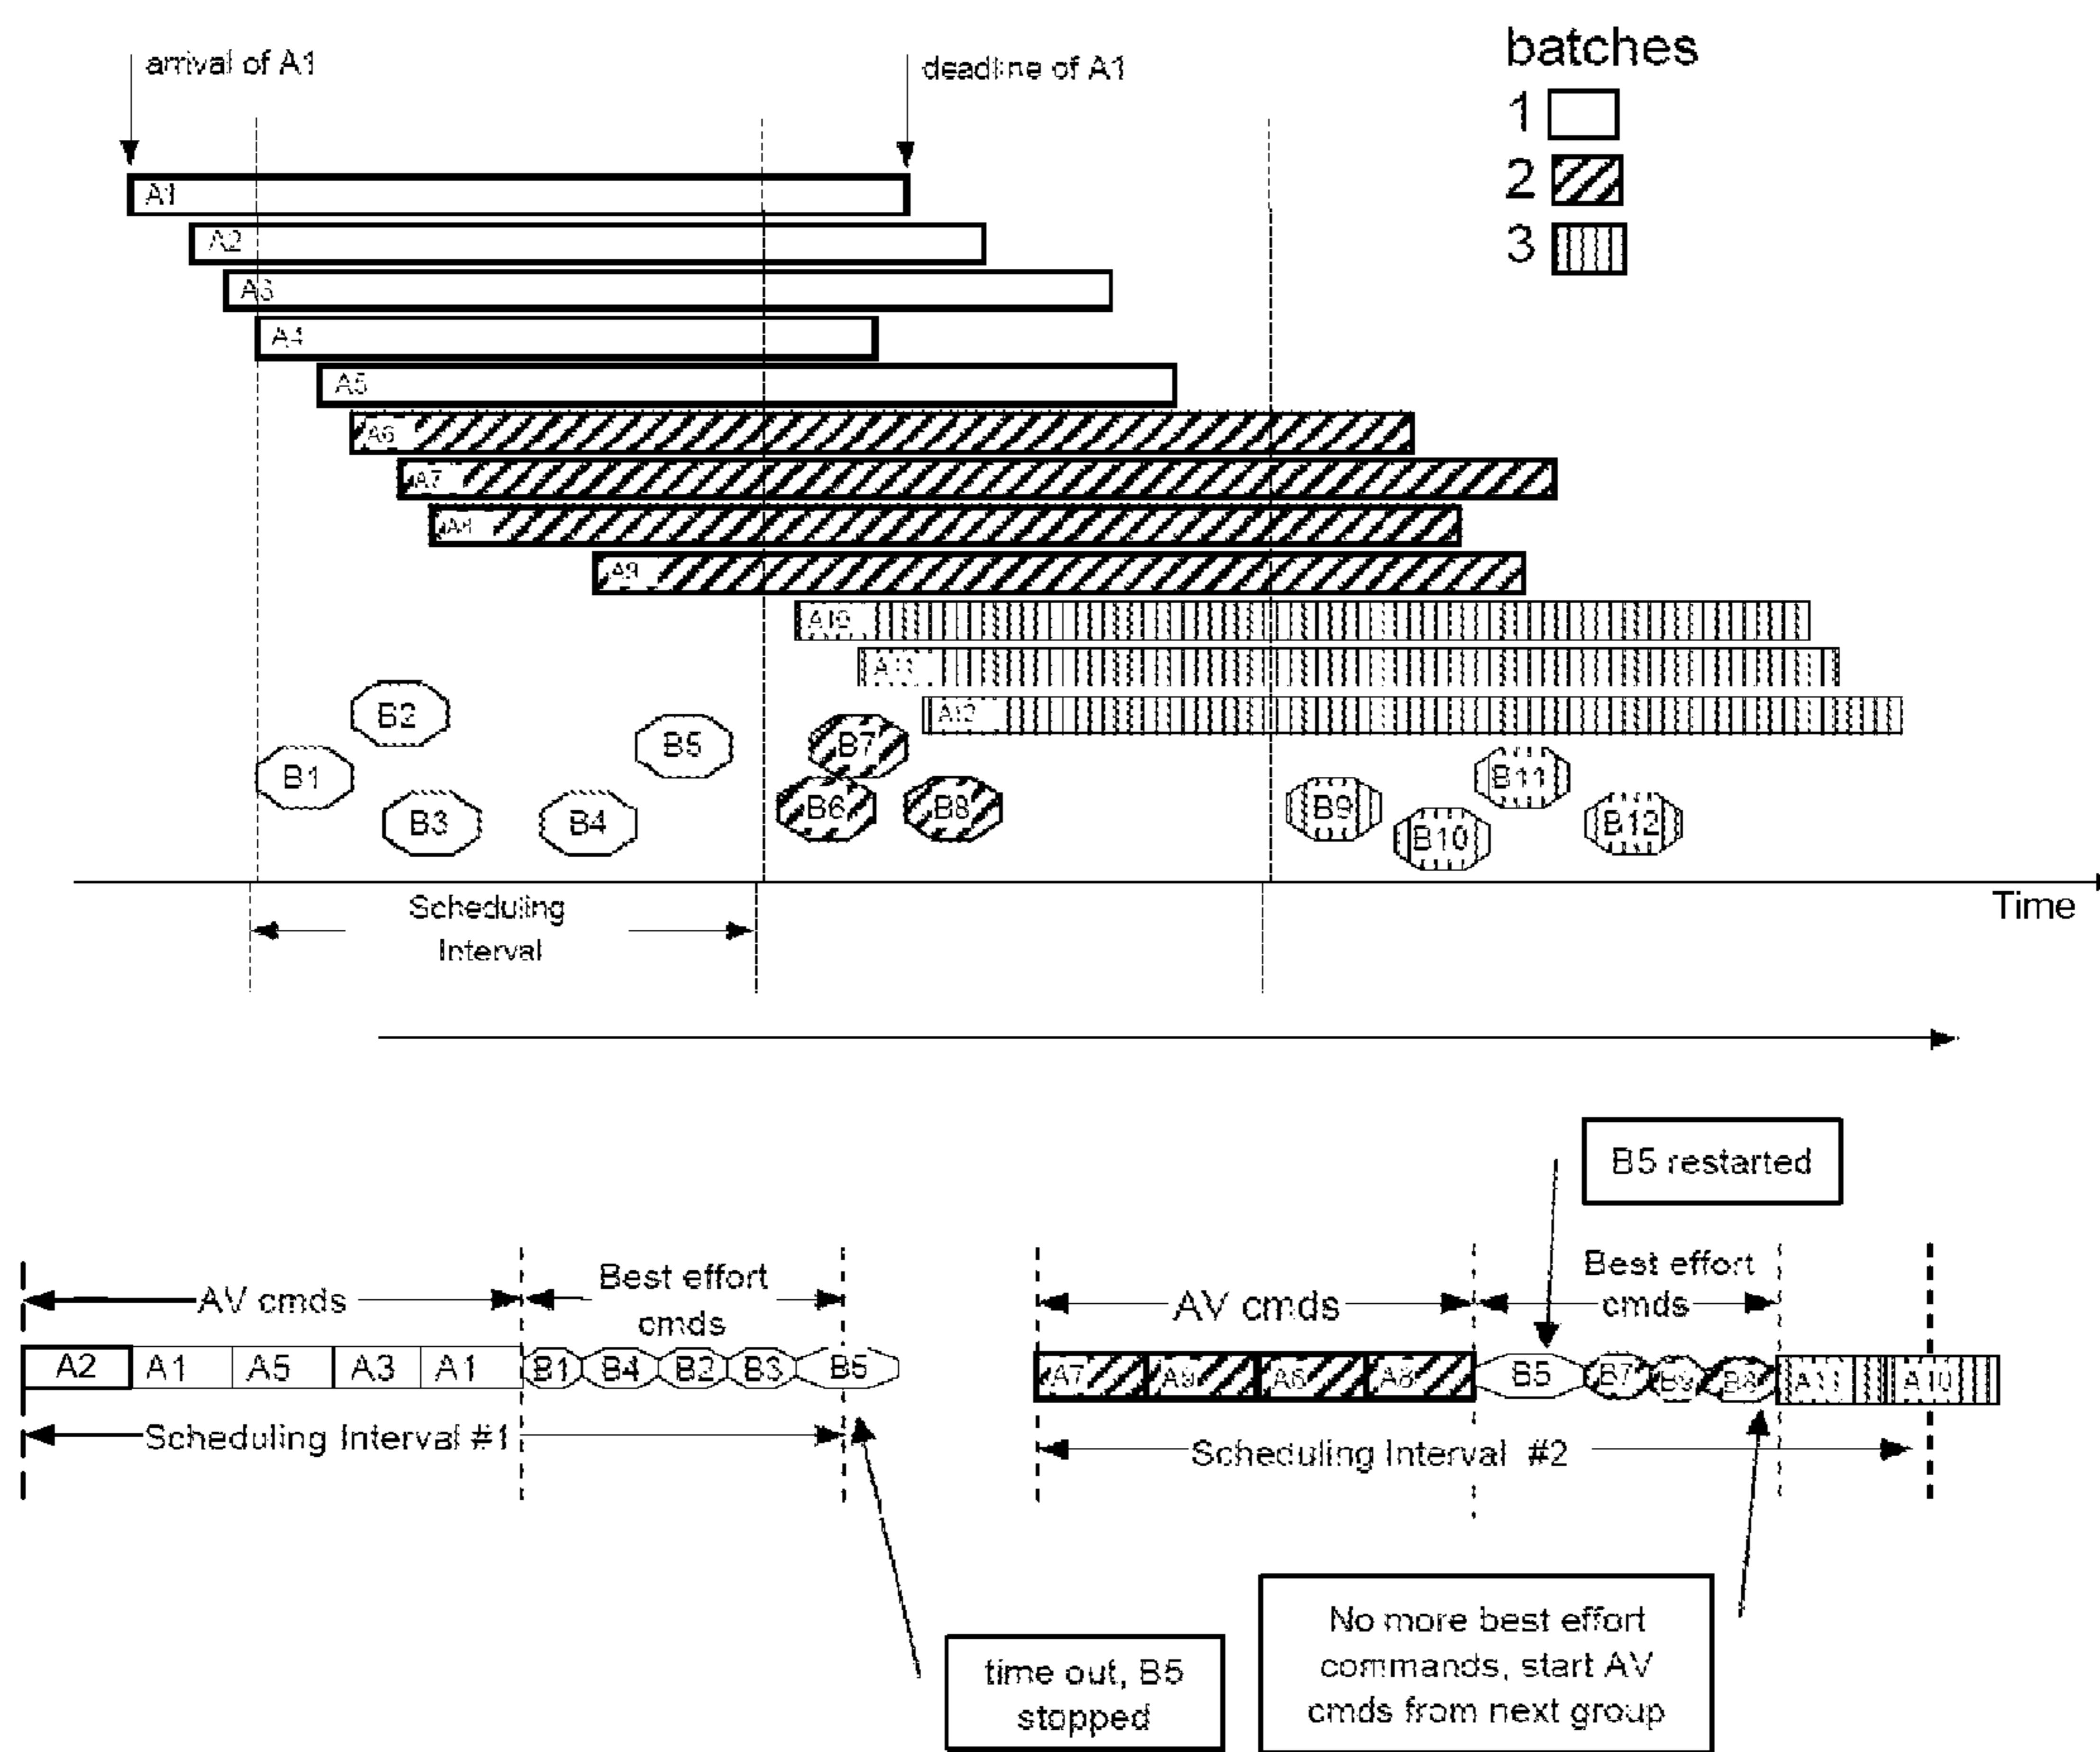 arrival of A1
deadline of A1
batches
1
2
3
A1
A2
A3
A4
A5
A6
A7
A8
A9
A10
A11
A12
B2
B5
B7
B1
B3
B4
B6
B8
B9
B11
B10
B12
Scheduling
Interval
Time
B5 restarted
AV cmds
Best effort
cmds
AV cmds
Best effort
cmds
A2 A1 A5 A3 A1 B1 B4 B2 B3 B5
A7 A9 A6 A8 B5 B7 B9 B8 A11 A10
Scheduling Interval #1
Scheduling Interval #2
time out, B5
stopped
No more best effort
commands, start AV
cmds from next group